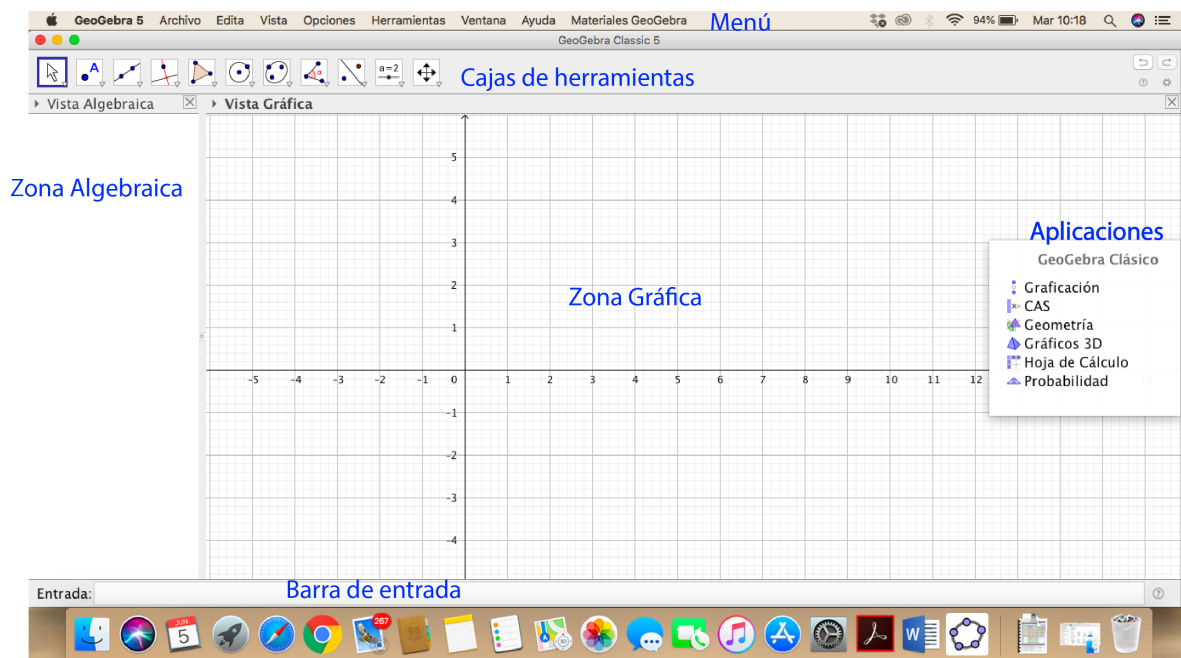 GeoGebra 5 Archivo Edita Vista Opciones Herramientas Ventana Ayuda Materiales GeoGebra Menú 94% Mar 10:18
GeoGebra Classic 5
A α a=2 Cajas de herramientas
Vista Algebraica Vista Gráfica
Zona Algebraica
5
4
3
2
1
Zona Gráfica
Aplicaciones
GeoGebra Clásico
Graficación
x= CAS
Geometría
Gráficos 3D
Hoja de Cálculo
Probabilidad
-5 -4 -3 -2 -1 0 1 2 3 4 5 6 7 8 9 10 11 12
-1
-2
-3
-4
Entrada: Barra de entrada
JUN
5
267
W